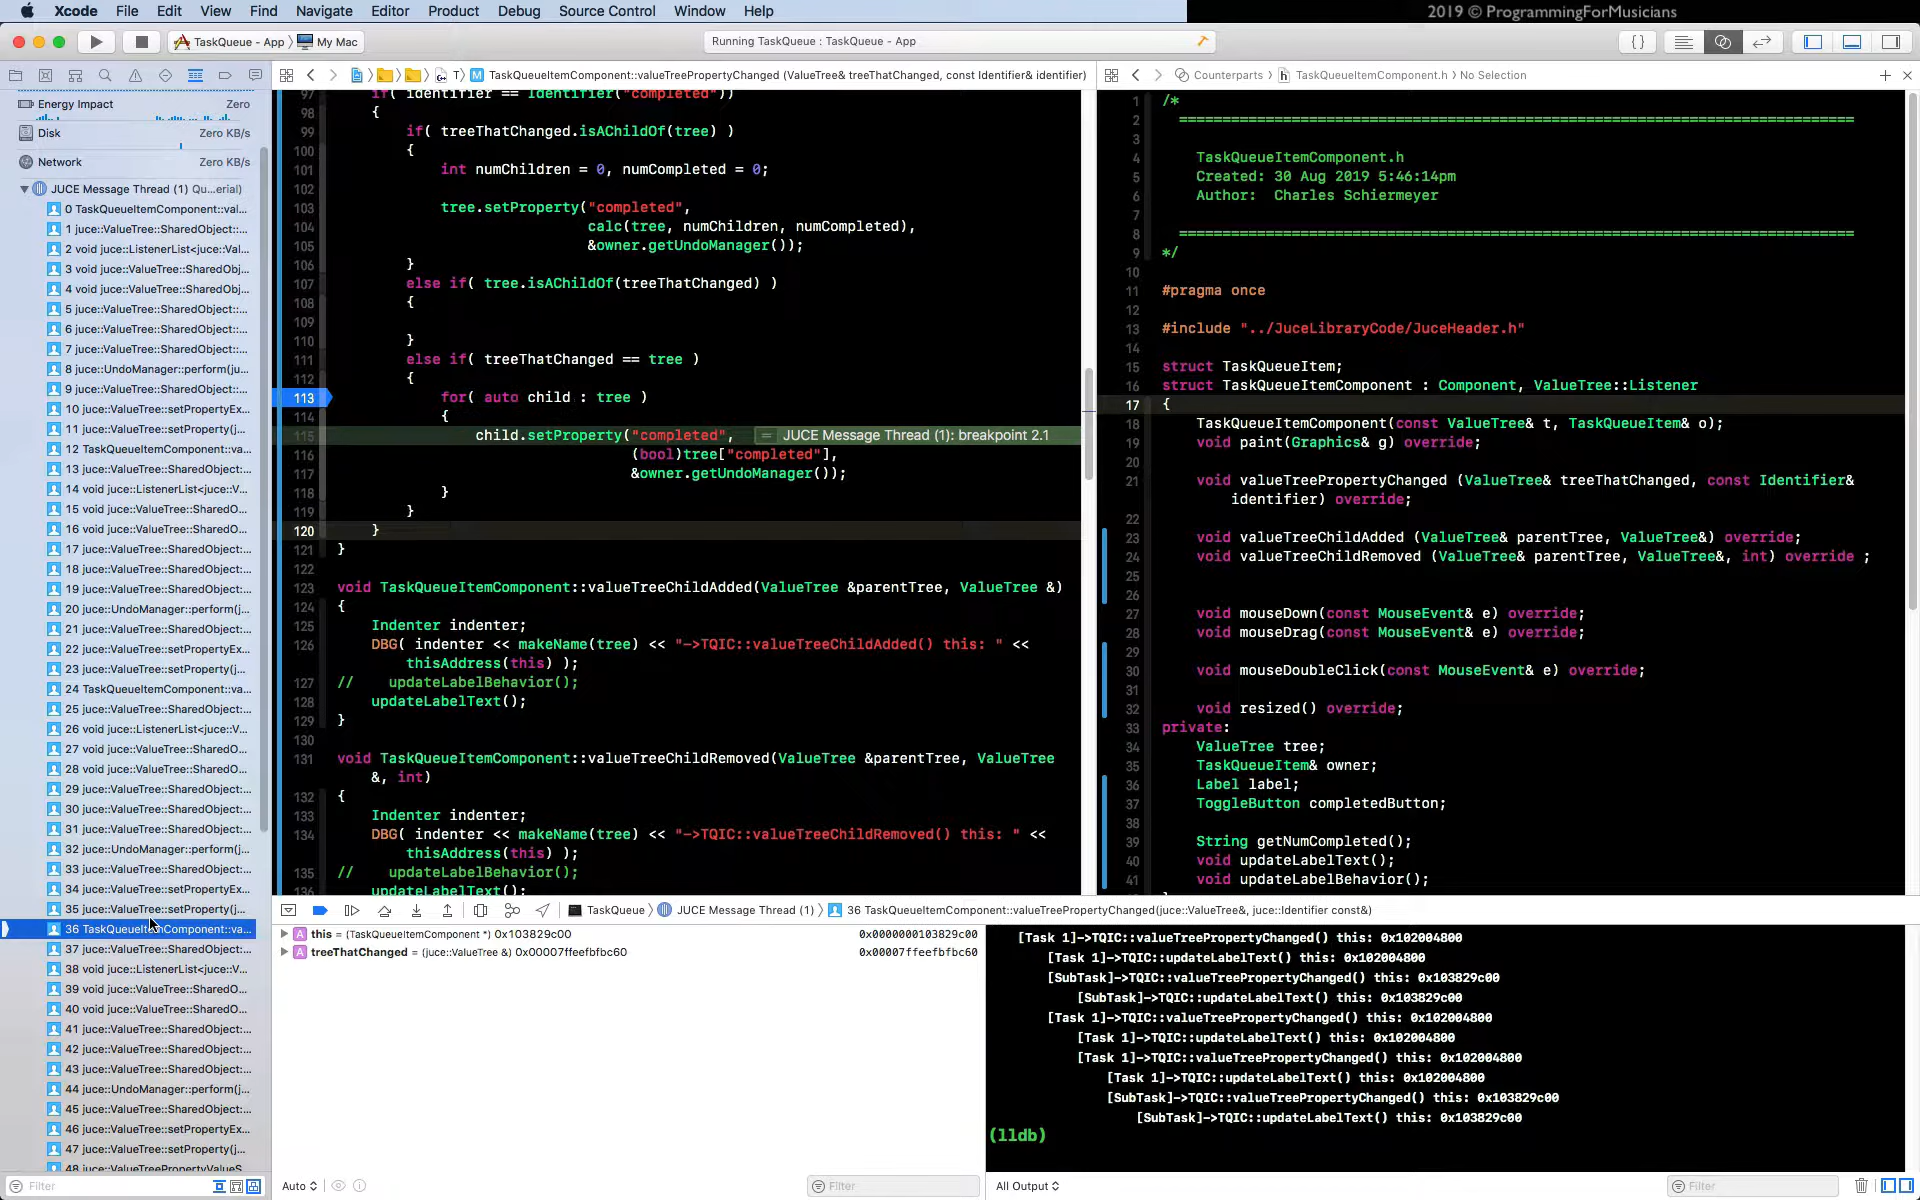 Xcode File Edit View Find Navigate Editor Product Debug Source Control Window Help
2019 © ProgrammingForMusicians
TaskQueue - App My Mac
Running TaskQueue : TaskQueue - App
TaskQueueItemComponent::valueTreePropertyChanged (ValueTree& treeThatChanged, const Identifier& identifier)
Counterparts TaskQueueItemComponent.h No Selection
Energy Impact Zero
Disk Zero KB/s
Network Zero KB/s
JUCE Message Thread (1) Qu...erial)
0 TaskQueueItemComponent::val...
1 juce::ValueTree::SharedObject::...
2 void juce::ListenerList<juce::Val...
3 void juce::ValueTree::SharedObj...
4 void juce::ValueTree::SharedObj...
5 juce::ValueTree::SharedObject::...
6 juce::ValueTree::SharedObject::...
7 juce::ValueTree::SharedObject::...
8 juce::UndoManager::perform(ju...
9 juce::ValueTree::SharedObject::...
10 juce::ValueTree::setPropertyEx...
11 juce::ValueTree::setProperty(j...
12 TaskQueueItemComponent::va...
13 juce::ValueTree::SharedObject:...
14 void juce::ListenerList<juce::V...
15 void juce::ValueTree::SharedO...
16 void juce::ValueTree::SharedO...
17 juce::ValueTree::SharedObject:...
18 juce::ValueTree::SharedObject:...
19 juce::ValueTree::SharedObject:...
20 juce::UndoManager::perform(j...
21 juce::ValueTree::SharedObject:...
22 juce::ValueTree::setPropertyEx...
23 juce::ValueTree::setProperty(j...
24 TaskQueueItemComponent::va...
25 juce::ValueTree::SharedObject:...
26 void juce::ListenerList<juce::V...
27 void juce::ValueTree::SharedO...
28 void juce::ValueTree::SharedO...
29 juce::ValueTree::SharedObject:...
30 juce::ValueTree::SharedObject:...
31 juce::ValueTree::SharedObject:...
32 juce::UndoManager::perform(j...
33 juce::ValueTree::SharedObject:...
34 juce::ValueTree::setPropertyEx...
35 juce::ValueTree::setProperty(j...
36 TaskQueueItemComponent::va...
37 juce::ValueTree::SharedObject:...
38 void juce::ListenerList<juce::V...
39 void juce::ValueTree::SharedO...
40 void juce::ValueTree::SharedO...
41 juce::ValueTree::SharedObject:...
42 juce::ValueTree::SharedObject:...
43 juce::ValueTree::SharedObject:...
44 juce::UndoManager::perform(j...
45 juce::ValueTree::SharedObject:...
46 juce::ValueTree::setPropertyEx...
47 juce::ValueTree::setProperty(j...
48 juce::ValueTreePropertyValueS...
Filter
97 if( identifier == Identifier("completed"))
98 {
99 if( treeThatChanged.isAChildOf(tree) )
100 {
101 int numChildren = 0, numCompleted = 0;
102
103 tree.setProperty("completed",
104 calc(tree, numChildren, numCompleted),
105 &owner.getUndoManager());
106 }
107 else if( tree.isAChildOf(treeThatChanged) )
108 {
109
110 }
111 else if( treeThatChanged == tree )
112 {
113 for( auto child : tree )
114 {
115 child.setProperty("completed", = JUCE Message Thread (1): breakpoint 2.1
116 (bool)tree["completed"],
117 &owner.getUndoManager());
118 }
119 }
120 }
121 }
122
123 void TaskQueueItemComponent::valueTreeChildAdded(ValueTree &parentTree, ValueTree &)
124 {
125 Indenter indenter;
126 DBG( indenter << makeName(tree) << "->TQIC::valueTreeChildAdded() this: " <<
thisAddress(this) );
127 // updateLabelBehavior();
128 updateLabelText();
129 }
130
131 void TaskQueueItemComponent::valueTreeChildRemoved(ValueTree &parentTree, ValueTree
&, int)
132 {
133 Indenter indenter;
134 DBG( indenter << makeName(tree) << "->TQIC::valueTreeChildRemoved() this: " <<
thisAddress(this) );
135 // updateLabelBehavior();
136 updateLabelText();
1 /*
2 ==============================================================================
3
4 TaskQueueItemComponent.h
5 Created: 30 Aug 2019 5:46:14pm
6 Author: Charles Schiermeyer
7
8 ==============================================================================
9 */
10
11 #pragma once
12
13 #include "../JuceLibraryCode/JuceHeader.h"
14
15 struct TaskQueueItem;
16 struct TaskQueueItemComponent : Component, ValueTree::Listener
17 {
18 TaskQueueItemComponent(const ValueTree& t, TaskQueueItem& o);
19 void paint(Graphics& g) override;
20
21 void valueTreePropertyChanged (ValueTree& treeThatChanged, const Identifier&
identifier) override;
22
23 void valueTreeChildAdded (ValueTree& parentTree, ValueTree&) override;
24 void valueTreeChildRemoved (ValueTree& parentTree, ValueTree&, int) override ;
25
26
27 void mouseDown(const MouseEvent& e) override;
28 void mouseDrag(const MouseEvent& e) override;
29
30 void mouseDoubleClick(const MouseEvent& e) override;
31
32 void resized() override;
33 private:
34 ValueTree tree;
35 TaskQueueItem& owner;
36 Label label;
37 ToggleButton completedButton;
38
39 String getNumCompleted();
40 void updateLabelText();
41 void updateLabelBehavior();
TaskQueue JUCE Message Thread (1) 36 TaskQueueItemComponent::valueTreePropertyChanged(juce::ValueTree&, juce::Identifier const&)
A this = (TaskQueueItemComponent *) 0x103829c00 0x0000000103829c00
A treeThatChanged = (juce::ValueTree &) 0x00007ffeefbfbc60 0x00007ffeefbfbc60
Auto
Filter
[Task 1]->TQIC::valueTreePropertyChanged() this: 0x102004800
[Task 1]->TQIC::updateLabelText() this: 0x102004800
[SubTask]->TQIC::valueTreePropertyChanged() this: 0x103829c00
[SubTask]->TQIC::updateLabelText() this: 0x103829c00
[Task 1]->TQIC::valueTreePropertyChanged() this: 0x102004800
[Task 1]->TQIC::updateLabelText() this: 0x102004800
[Task 1]->TQIC::valueTreePropertyChanged() this: 0x102004800
[Task 1]->TQIC::updateLabelText() this: 0x102004800
[SubTask]->TQIC::valueTreePropertyChanged() this: 0x103829c00
[SubTask]->TQIC::updateLabelText() this: 0x103829c00
(lldb)
All Output
Filter